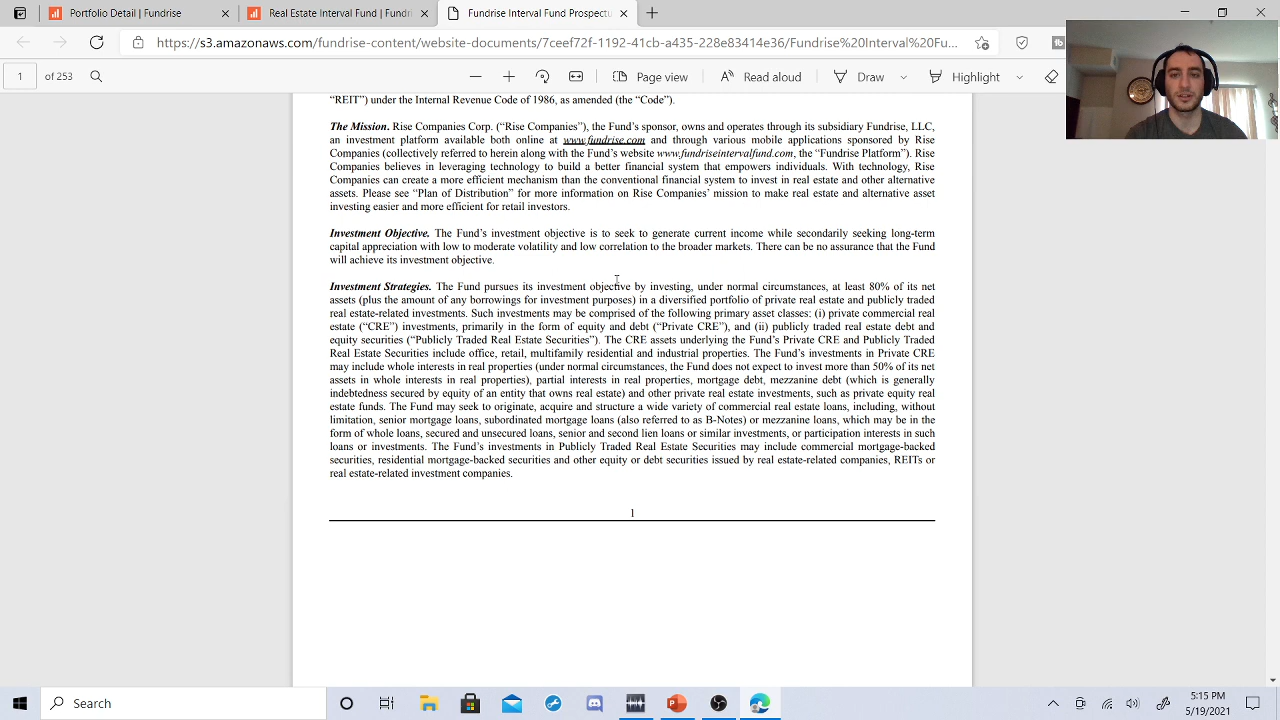 Portfolio Detail | Fundrise
Real Estate Interval Fund | Fundri
Fundrise Interval Fund Prospectu
https://s3.amazonaws.com/fundrise-content/website-documents/7ceef72f-1192-41cb-a435-228e83414e36/Fundrise%20Interval%20Fu...
1 of 253
Page view
Read aloud
Draw
Highlight
“REIT”) under the Internal Revenue Code of 1986, as amended (the “Code”).
The Mission. Rise Companies Corp. (“Rise Companies”), the Fund’s sponsor, owns and operates through its subsidiary Fundrise, LLC,
an investment platform available both online at www.fundrise.com and through various mobile applications sponsored by Rise
Companies (collectively referred to herein along with the Fund’s website www.fundriseintervalfund.com, the “Fundrise Platform”). Rise
Companies believes in leveraging technology to build a better financial system that empowers individuals. With technology, Rise
Companies can create a more efficient mechanism than the conventional financial system to invest in real estate and other alternative
assets. Please see “Plan of Distribution” for more information on Rise Companies’ mission to make real estate and alternative asset
investing easier and more efficient for retail investors.
Investment Objective. The Fund’s investment objective is to seek to generate current income while secondarily seeking long-term
capital appreciation with low to moderate volatility and low correlation to the broader markets. There can be no assurance that the Fund
will achieve its investment objective.
Investment Strategies. The Fund pursues its investment objective by investing, under normal circumstances, at least 80% of its net
assets (plus the amount of any borrowings for investment purposes) in a diversified portfolio of private real estate and publicly traded
real estate-related investments. Such investments may be comprised of the following primary asset classes: (i) private commercial real
estate (“CRE”) investments, primarily in the form of equity and debt (“Private CRE”), and (ii) publicly traded real estate debt and
equity securities (“Publicly Traded Real Estate Securities”). The CRE assets underlying the Fund’s Private CRE and Publicly Traded
Real Estate Securities include office, retail, multifamily residential and industrial properties. The Fund’s investments in Private CRE
may include whole interests in real properties (under normal circumstances, the Fund does not expect to invest more than 50% of its net
assets in whole interests in real properties), partial interests in real properties, mortgage debt, mezzanine debt (which is generally
indebtedness secured by equity of an entity that owns real estate) and other private real estate investments, such as private equity real
estate funds. The Fund may seek to originate, acquire and structure a wide variety of commercial real estate loans, including, without
limitation, senior mortgage loans, subordinated mortgage loans (also referred to as B-Notes) or mezzanine loans, which may be in the
form of whole loans, secured and unsecured loans, senior and second lien loans or similar investments, or participation interests in such
loans or investments. The Fund’s investments in Publicly Traded Real Estate Securities may include commercial mortgage-backed
securities, residential mortgage-backed securities and other equity or debt securities issued by real estate-related companies, REITs or
real estate-related investment companies.
1
Search
5:15 PM
5/19/2021